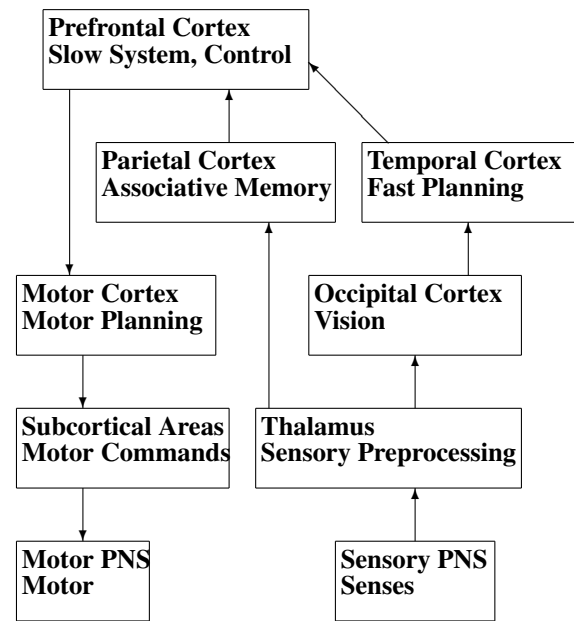 Prefrontal Cortex
Slow System, Control
Parietal Cortex
Associative Memory
Temporal Cortex
Fast Planning
Motor Cortex
Motor Planning
Occipital Cortex
Vision
Subcortical Areas
Motor Commands
Thalamus
Sensory Preprocessing
Motor PNS
Motor
Sensory PNS
Senses